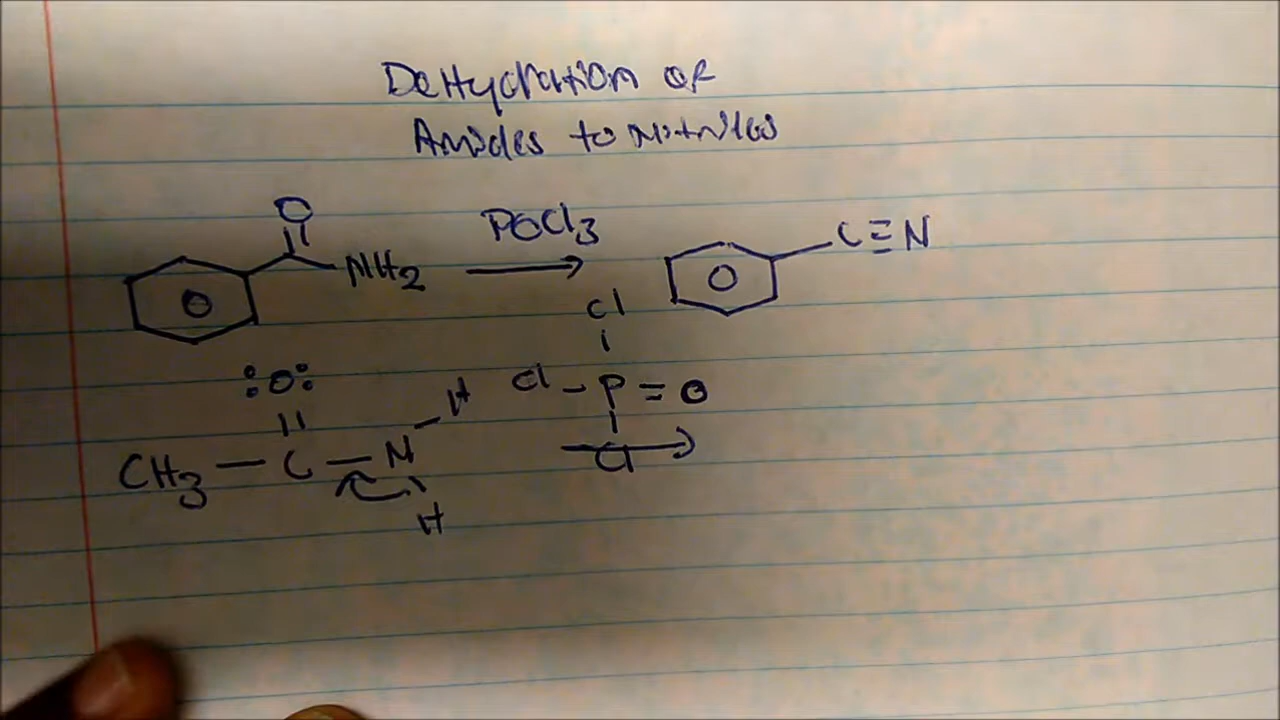 DeHydration of
Amides to Nitriles
O
NH2 POCl3 C≡N
O O
Cl
:O: H Cl-P=O
CH3-C-N Cl
H